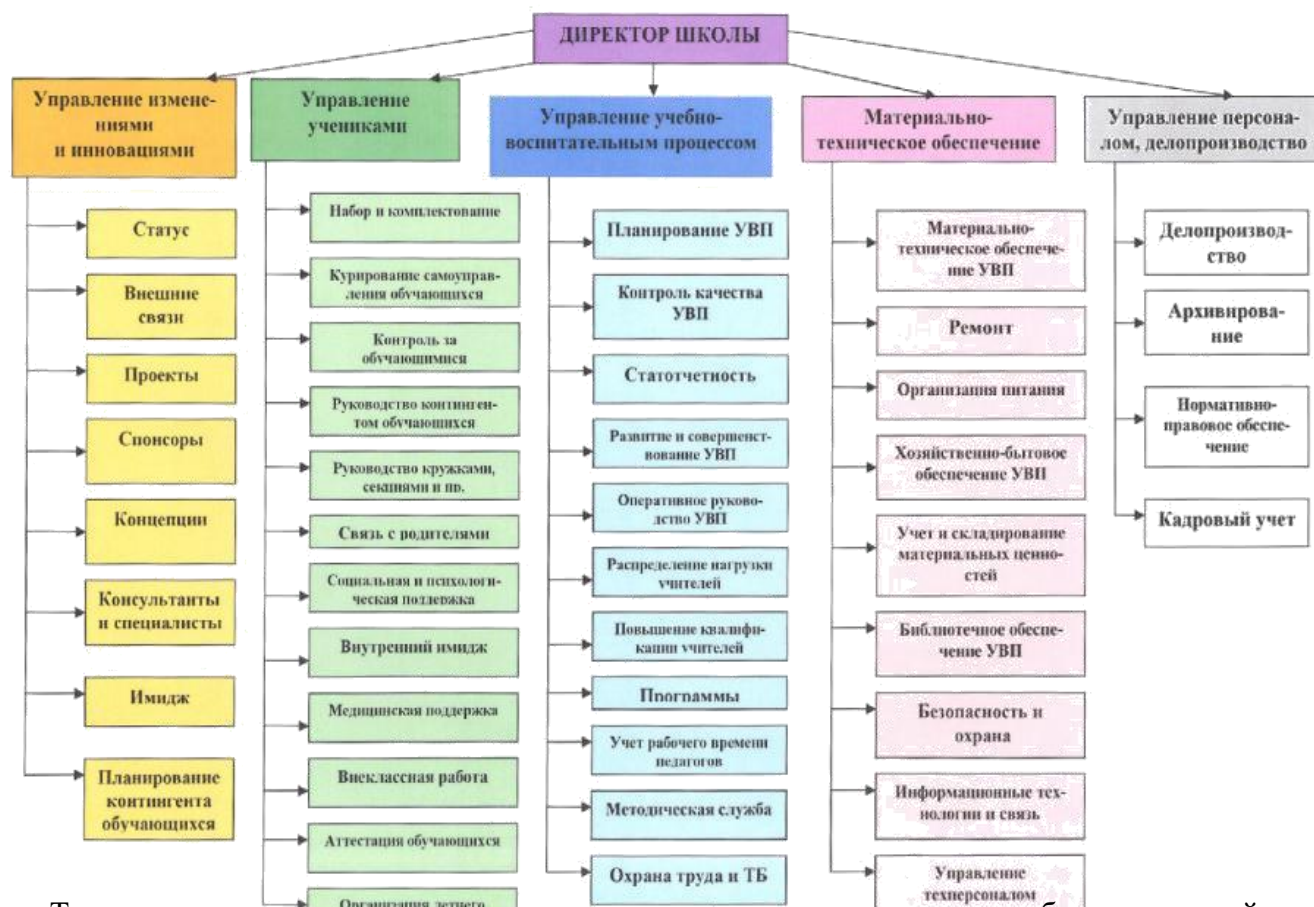 ДИРЕКТОР ШКОЛЫ
Управление измене-
ниями
и инновациями
Статус
Внешние
связи
Проекты
Спонсоры
Концепции
Консультанты
и специалисты
Имидж
Планирование
контингента
обучающихся
Управление
учениками
Набор и комплектование
Курирование самоуправ-
ления обучающихся
Контроль за
обучающимися
Руководство континген-
том обучающихся
Руководство кружками,
секциями и пр.
Связь с родителями
Социальная и психологи-
ческая поддержка
Внутренний имидж
Медицинская поддержка
Внеклассная работа
Аттестация обучающихся
Организация летнего
Управление учебно-
воспитательным процессом
Планирование УВП
Контроль качества
УВП
Статотчетность
Развитие и совершенст-
вование УВП
Оперативное руково-
дство УВП
Распределение нагрузки
учителей
Повышение квалифи-
кации учителей
Программы
Учет рабочего времени
педагогов
Методическая служба
Охрана труда и ТБ
Материально-
техническое обеспечение
Материально-
техническое обеспече-
ние УВП
Ремонт
Организация питания
Хозяйственно-бытовое
обеспечение УВП
Учет и складирование
материальных ценно-
стей
Библиотечное обеспе-
чение УВП
Безопасность и
охрана
Информационные тех-
нологии и связь
Управление
техперсоналом
Управление персона-
лом, делопроизводство
Делопроизвод-
ство
Архивирова-
ние
Нормативно-
правовое обеспе-
чение
Кадровый учет